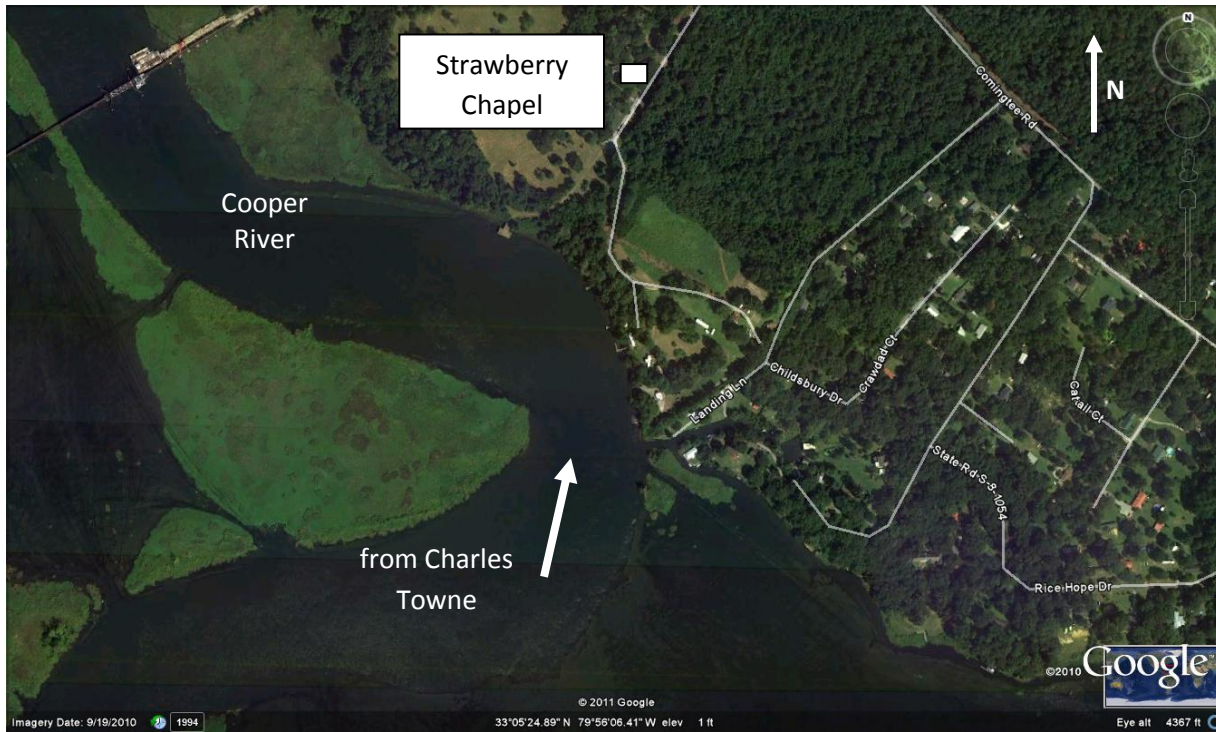 Strawberry
Chapel
N
N
Comingtee Rd
Cooper
River
Landing Ln
Childsbury Dr
Crawdad Ct
Cattail Ct
State Rd S-8-1054
from Charles
Towne
Rice Hope Dr
©2010 Google™
© 2011 Google
Imagery Date: 9/19/2010 1994 33°05'24.89" N 79°56'06.41" W elev 1 ft Eye alt 4367 ft